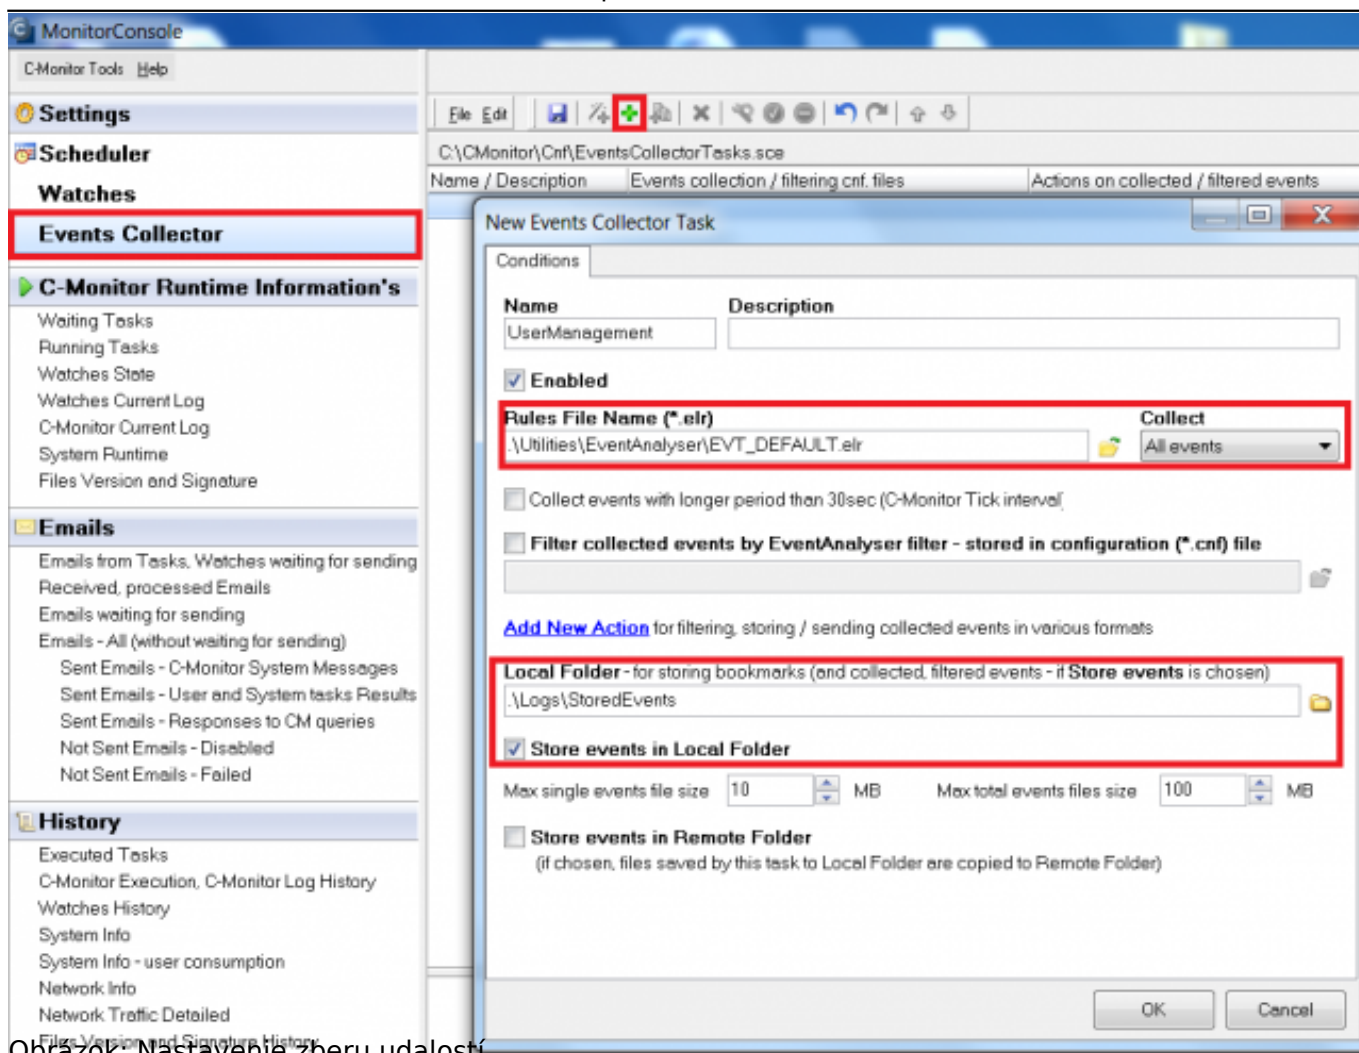 MonitorConsole
C-Monitor Tools Help
Settings
Scheduler
Watches
Events Collector
C-Monitor Runtime Information's
Waiting Tasks
Running Tasks
Watches State
Watches Current Log
C-Monitor Current Log
System Runtime
Files Version and Signature
Emails
Emails from Tasks, Watches waiting for sending
Received, processed Emails
Emails waiting for sending
Emails - All (without waiting for sending)
Sent Emails - C-Monitor System Messages
Sent Emails - User and System tasks Results
Sent Emails - Responses to CM queries
Not Sent Emails - Disabled
Not Sent Emails - Failed
History
Executed Tasks
C-Monitor Execution, C-Monitor Log History
Watches History
System Info
System Info - user consumption
Network Info
Network Traffic Detailed
Files Version and Signature History
File Edit
C:\CMonitor\Cnf\EventsCollectorTasks.sce
Name / Description Events collection / filtering cnf. files Actions on collected / filtered events
New Events Collector Task
Conditions
Name Description
UserManagement
Enabled
Rules File Name (*.elr) Collect
.\Utilities\EventAnalyser\EVT_DEFAULT.elr All events
Collect events with longer period than 30sec (C-Monitor Tick interval
Filter collected events by EventAnalyser filter - stored in configuration (*.cnf) file
Add New Action for filtering, storing / sending collected events in various formats
Local Folder - for storing bookmarks (and collected, filtered events - if Store events is chosen)
.\Logs\StoredEvents
Store events in Local Folder
Max single events file size 10 MB Max total events files size 100 MB
Store events in Remote Folder
(if chosen, files saved by this task to Local Folder are copied to Remote Folder)
OK Cancel
Obrázok: Nastavenie zberu udalostí